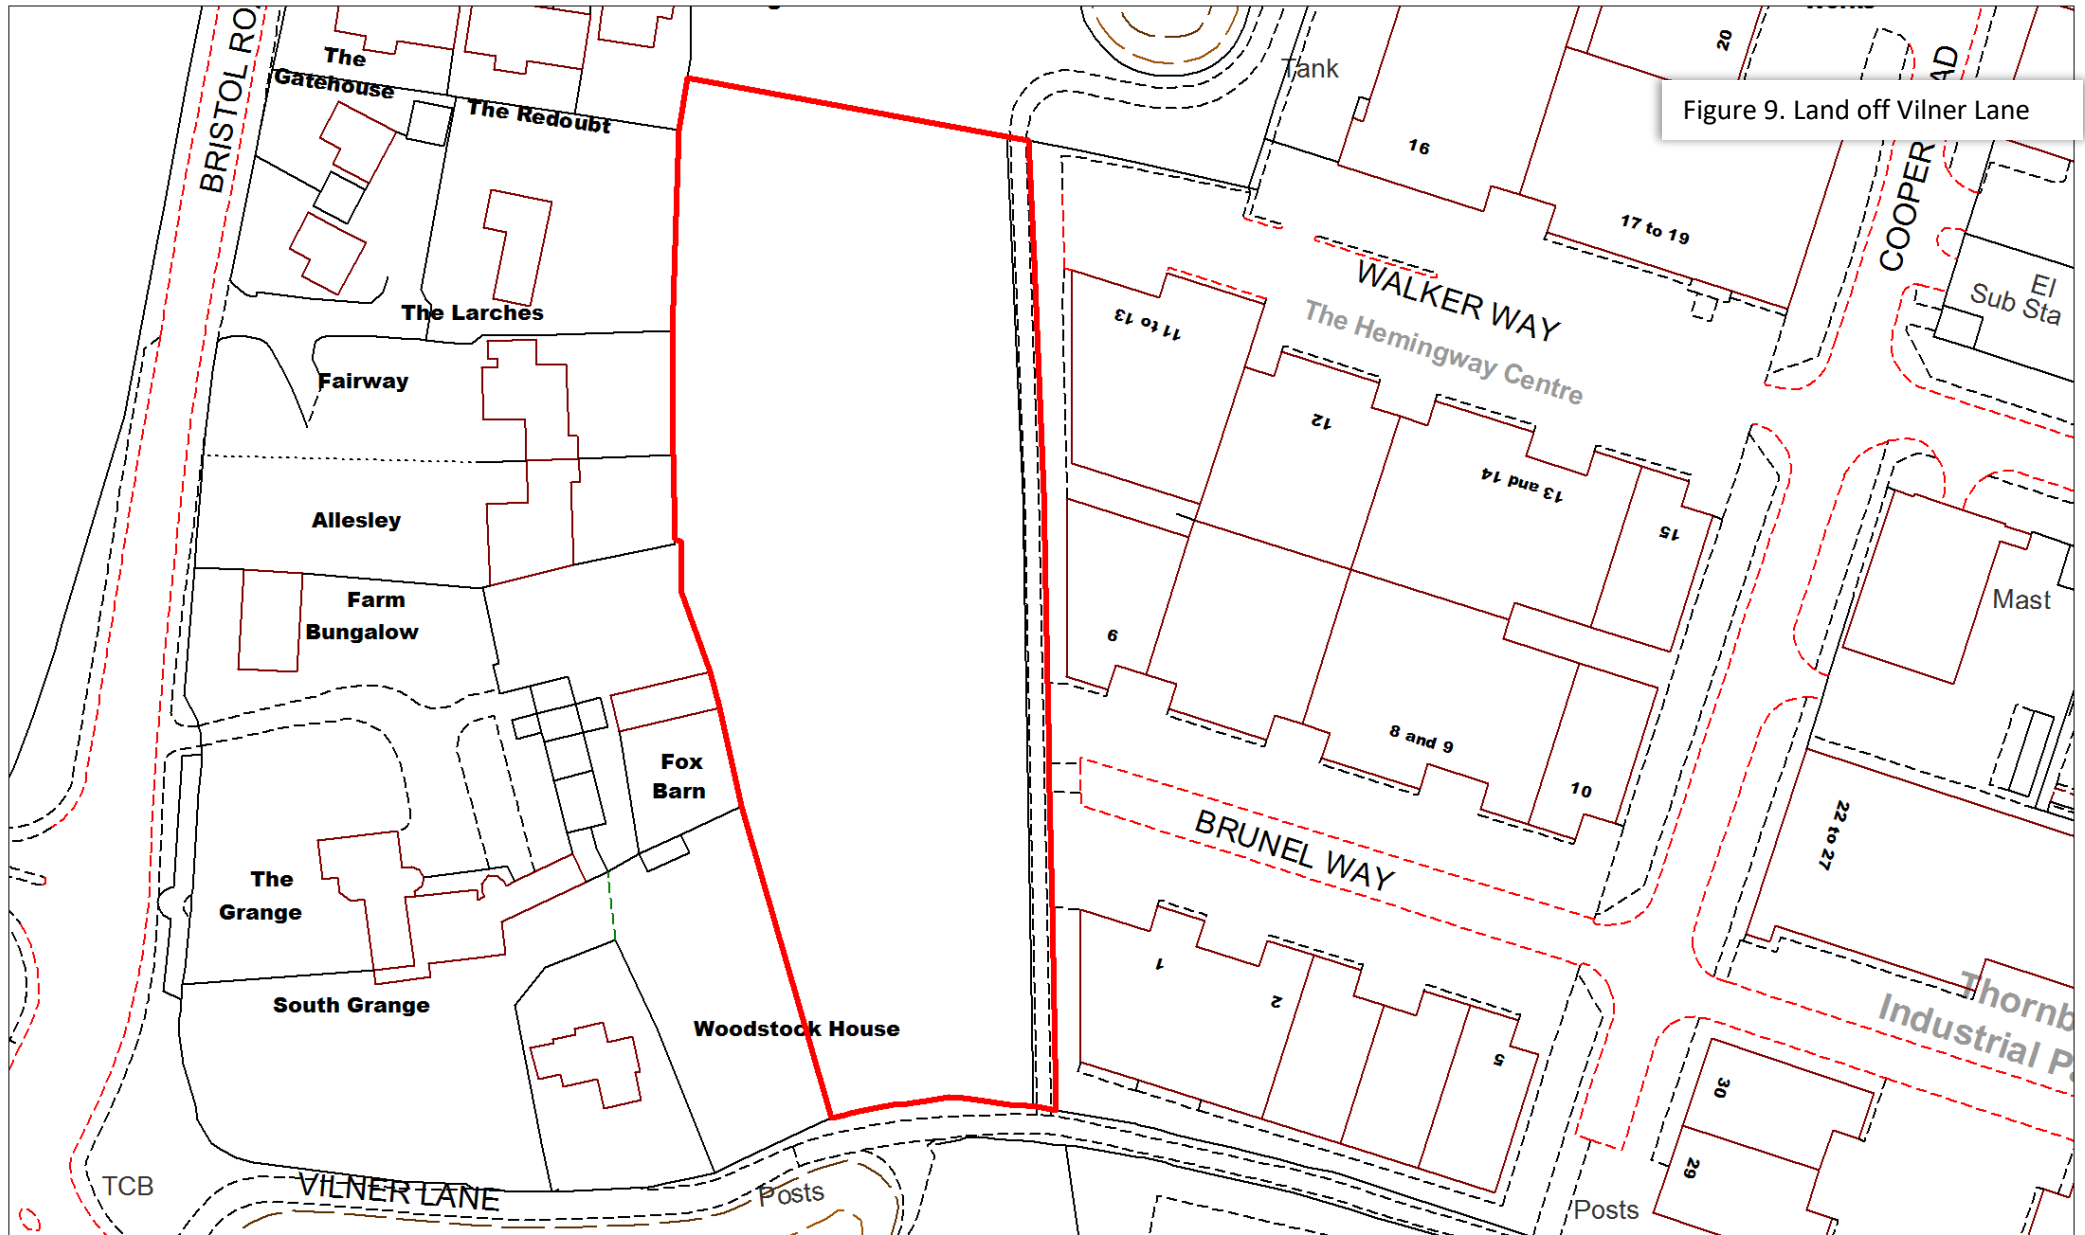 Figure 9. Land off Vilner Lane
BRISTOL
The
Gatehouse
The Redoubt
Tank
16
20
17 to 19
COOPER
WALKER WAY
The Hemingway Centre
El
Sub Sta
11 to 13
The Larches
Fairway
12
13 and 14
15
Allesley
Farm
Bungalow
Mast
8 and 9
10
Fox
Barn
BRUNEL WAY
22 to 27
The
Grange
1
2
5
South Grange
Woodstock House
Industrial
30
29
TCB
VILNER LANE
Posts
Posts